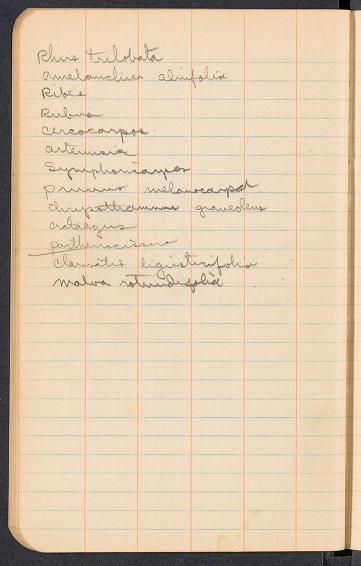 Rhus trilobata
amelanchier alnifolia
Ribes
Rubus
cercocarpos
artemisia
Symphoricarpos
prunus melanocarpa
chrysothamnus graveolens
crataegus
parthenocissus
clematis ligusticifolia
malva rotundifolia